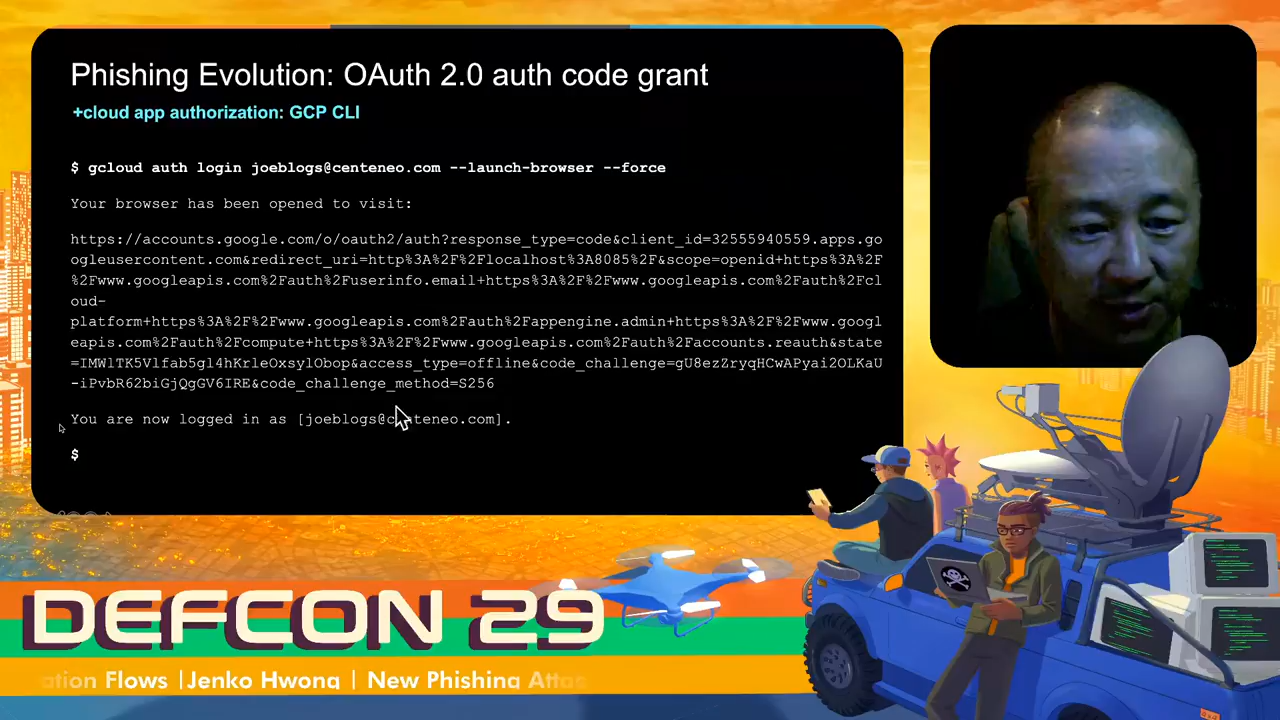 Phishing Evolution: OAuth 2.0 auth code grant
+cloud app authorization: GCP CLI
$ gcloud auth login joeblogs@centeneo.com --launch-browser --force
Your browser has been opened to visit:
https://accounts.google.com/o/oauth2/auth?response_type=code&client_id=32555940559.apps.go
ogleusercontent.com&redirect_uri=http%3A%2F%2Flocalhost%3A8085%2F&scope=openid+https%3A%2F
%2Fwww.googleapis.com%2Fauth%2Fuserinfo.email+https%3A%2F%2Fwww.googleapis.com%2Fauth%2Fcl
oud-
platform+https%3A%2F%2Fwww.googleapis.com%2Fauth%2Fappengine.admin+https%3A%2F%2Fwww.googl
eapis.com%2Fauth%2Fcompute+https%3A%2F%2Fwww.googleapis.com%2Fauth%2Faccounts.reauth&state
=IMWlTK5Vlfab5gl4hKrleOxsylObop&access_type=offline&code_challenge=gU8ezZryqHCwAPyai2OLKaU
-iPvbR62biGjQgGV6IRE&code_challenge_method=S256
You are now logged in as [joeblogs@centeneo.com].
$
DEFCON 29
ation Flows | Jenko Hwong | New Phishing Attac